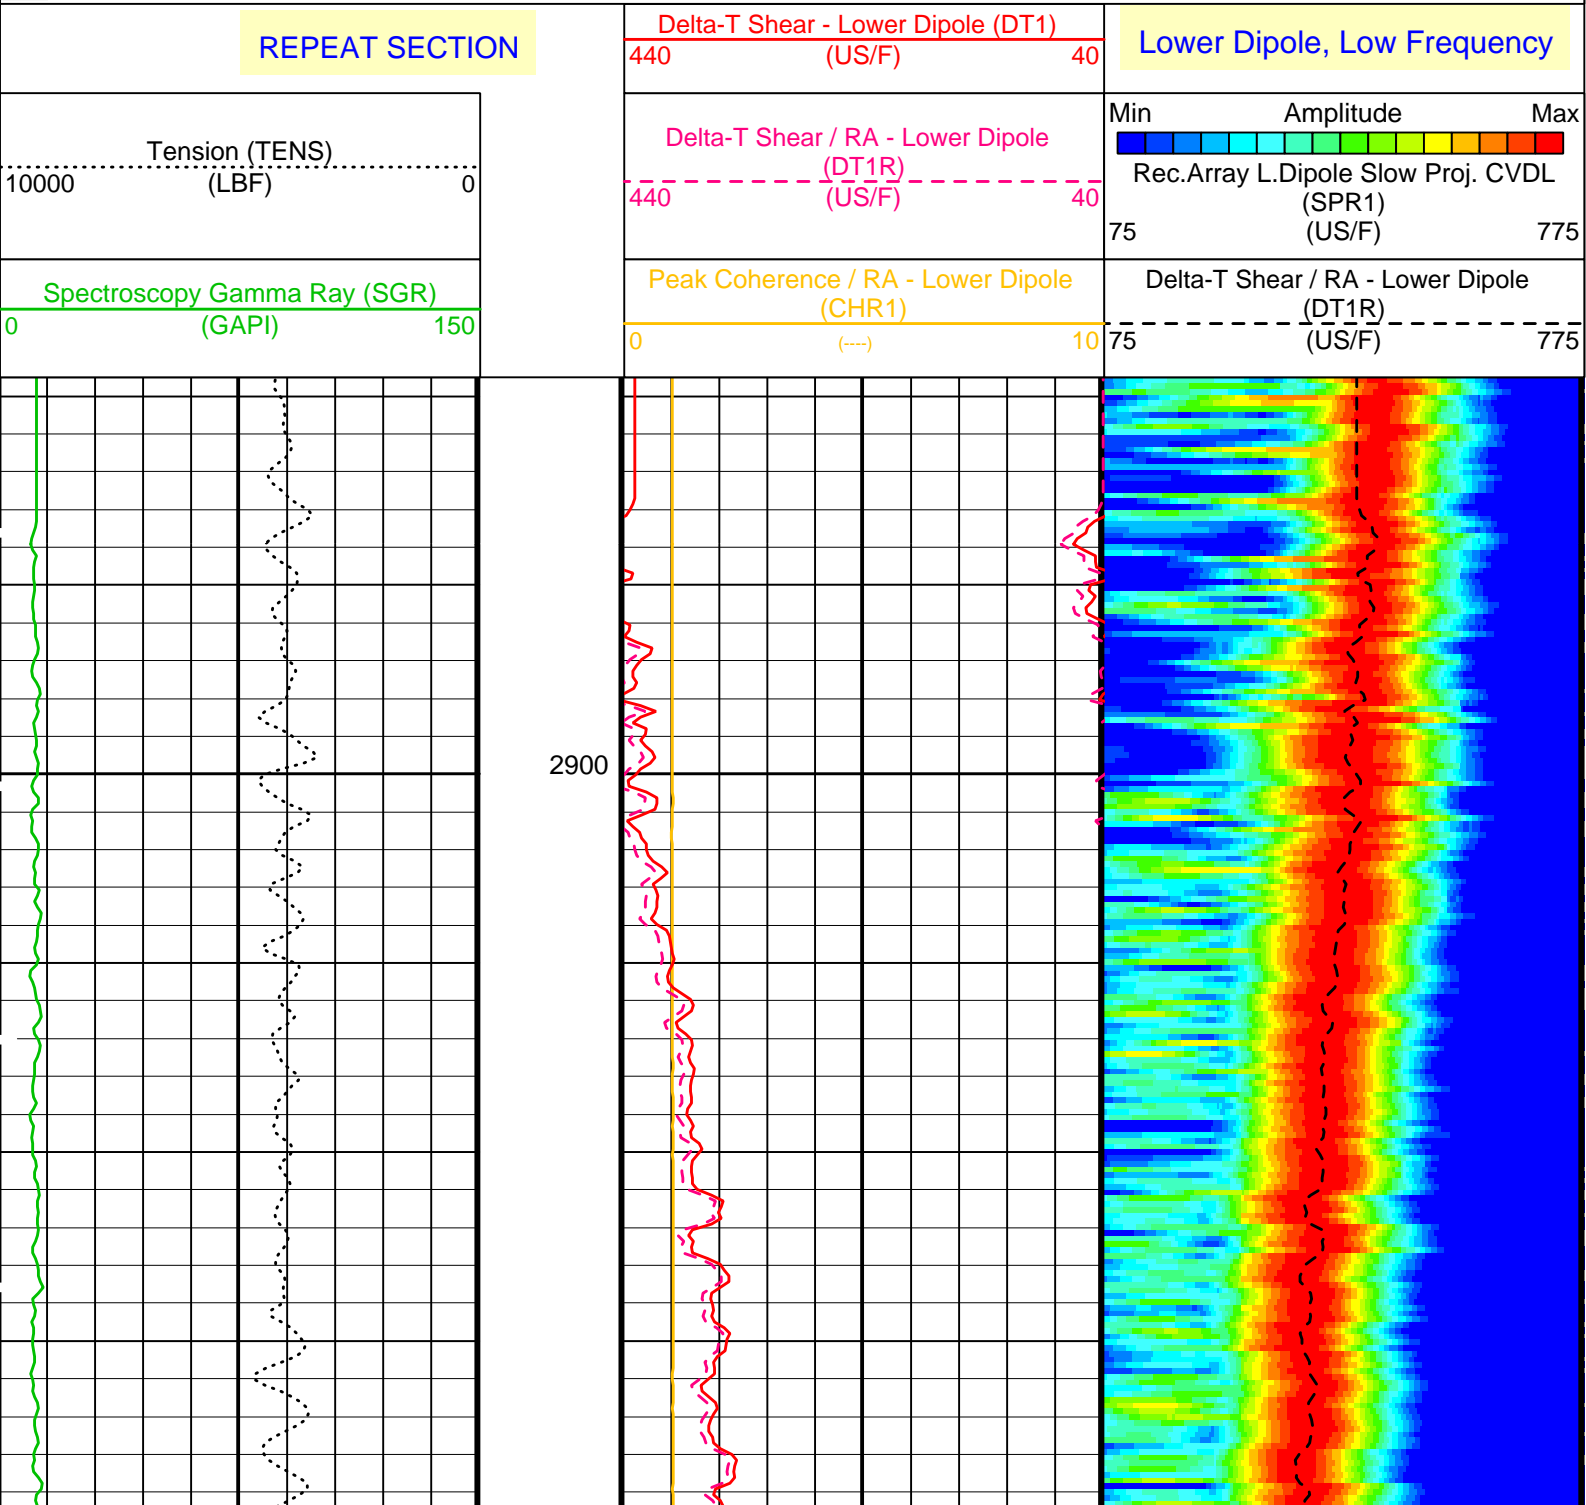 REPEAT SECTION
Delta-T Shear - Lower Dipole (DT1)
440 (US/F) 40
Lower Dipole, Low Frequency
Tension (TENS)
10000 (LBF) 0
Delta-T Shear / RA - Lower Dipole
(DT1R)
440 (US/F) 40
Min Amplitude Max
Rec.Array L.Dipole Slow Proj. CVDL
(SPR1)
75 (US/F) 775
Spectroscopy Gamma Ray (SGR)
0 (GAPI) 150
Peak Coherence / RA - Lower Dipole
(CHR1)
0 (----) 10
Delta-T Shear / RA - Lower Dipole
(DT1R)
75 (US/F) 775
2900